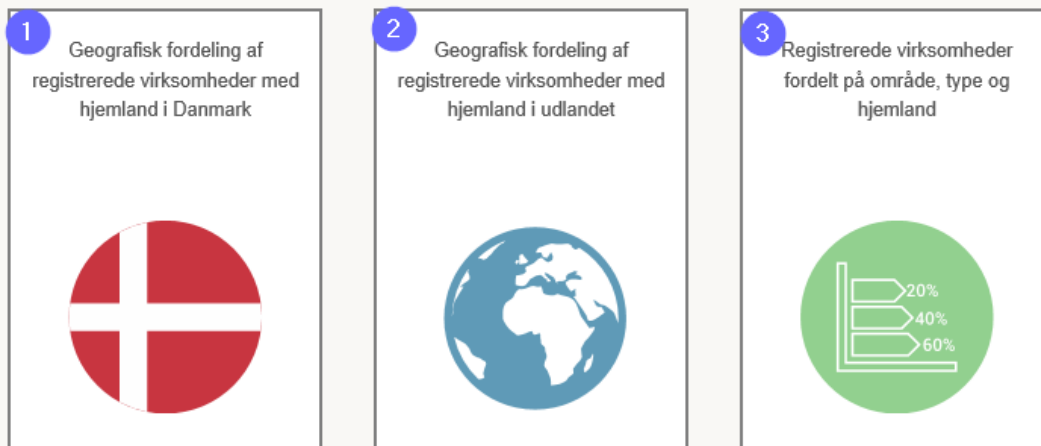 1
Geografisk fordeling af
registrerede virksomheder med
hjemland i Danmark
2
Geografisk fordeling af
registrerede virksomheder med
hjemland i udlandet
3
Registrerede virksomheder
fordelt på område, type og
hjemland
20%
40%
60%